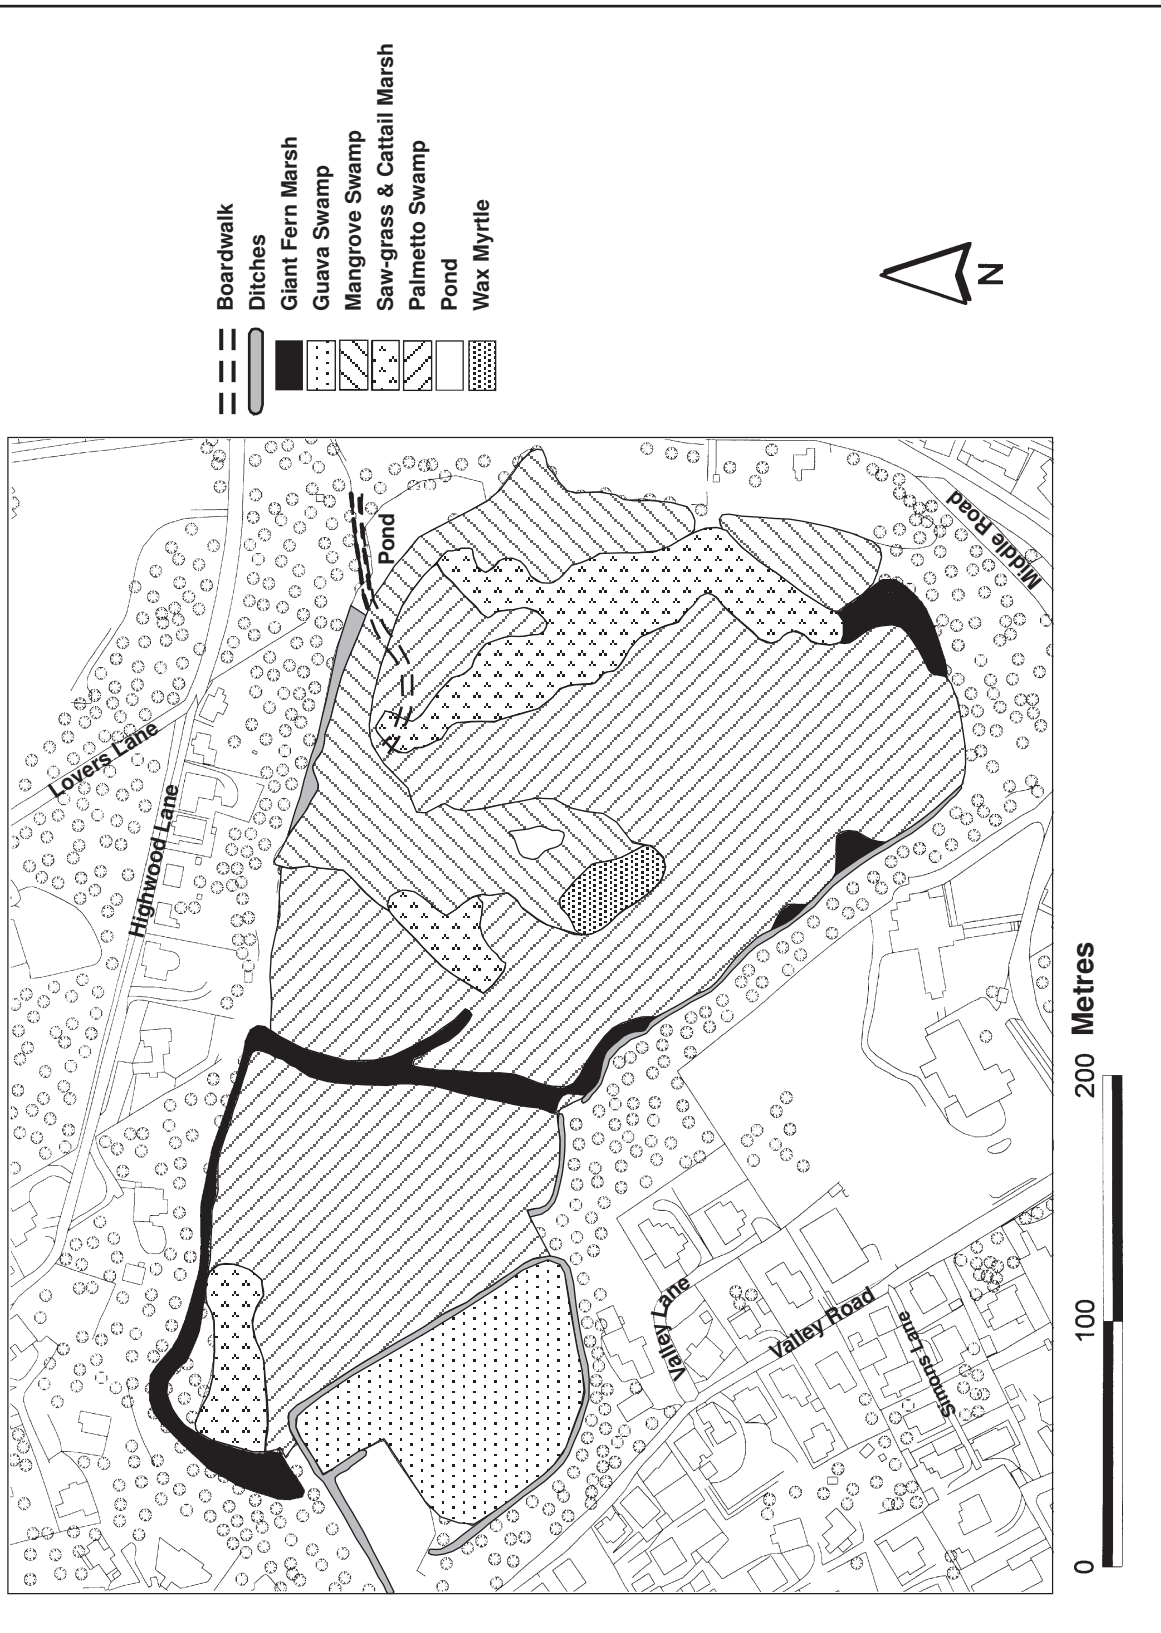 Boardwalk
Ditches
Giant Fern Marsh
Guava Swamp
Mangrove Swamp
Saw-grass & Cattail Marsh
Palmetto Swamp
Pond
Wax Myrtle
N
Lovers Lane
Highwood Lane
Pond
Middle Road
Valley Lane
Valley Road
Simons Lane
0 100 200 Metres